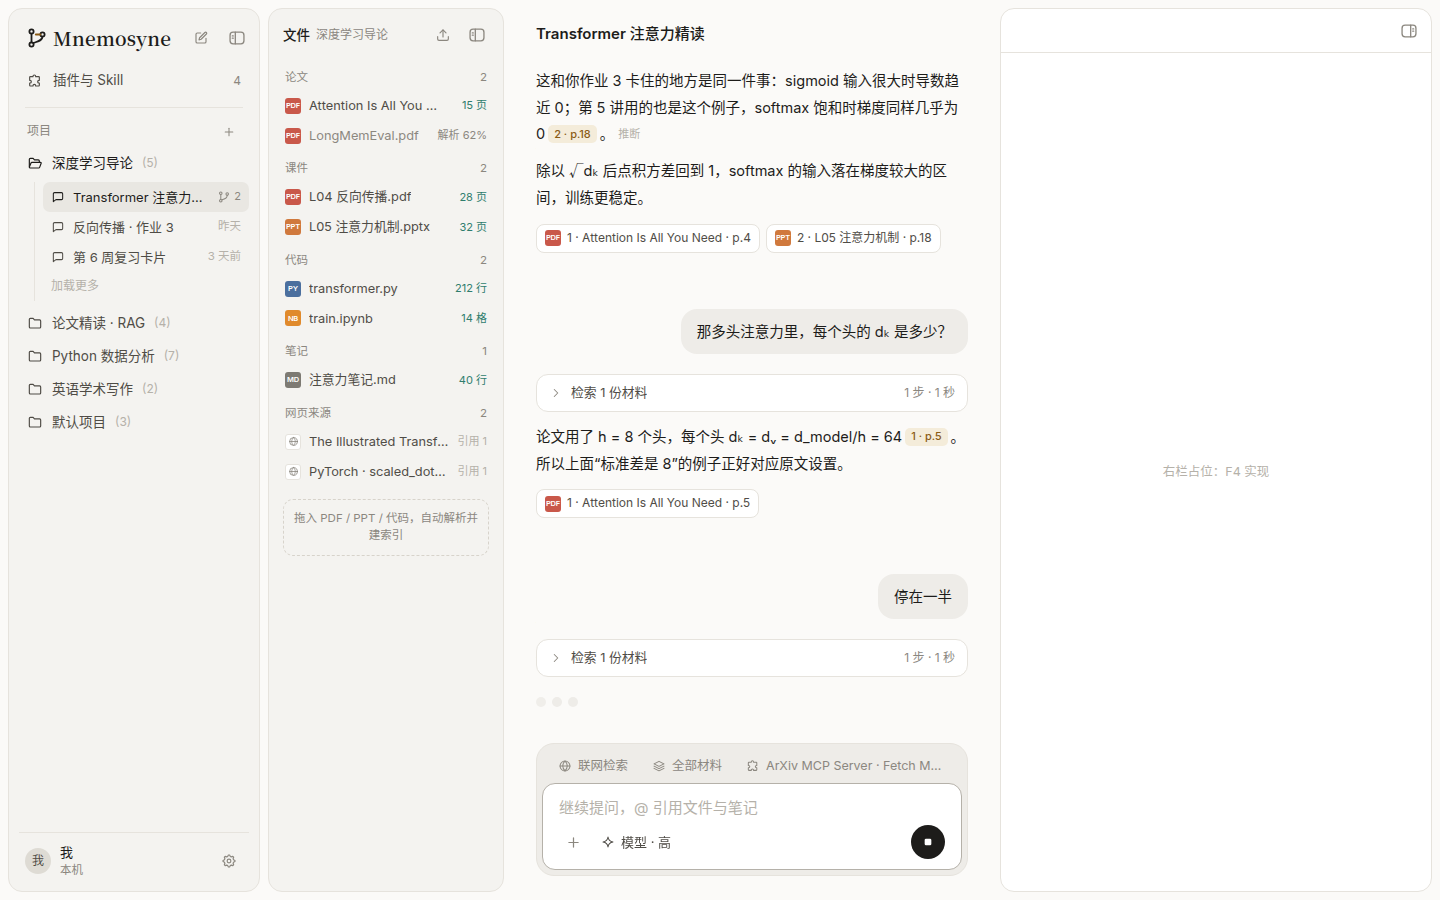 Mnemosyne
插件与 Skill 4
项目
深度学习导论 (5)
Transformer 注意力... 2
反向传播 · 作业 3 昨天
第 6 周复习卡片 3 天前
加载更多
论文精读 · RAG (4)
Python 数据分析 (7)
英语学术写作 (2)
默认项目 (3)
我 我
本机
文件 深度学习导论
论文 2
PDF Attention Is All You ... 15 页
PDF LongMemEval.pdf 解析 62%
课件 2
PDF L04 反向传播.pdf 28 页
PPT L05 注意力机制.pptx 32 页
代码 2
PY transformer.py 212 行
NB train.ipynb 14 格
笔记 1
MD 注意力笔记.md 40 行
网页来源 2
The Illustrated Transf... 引用 1
PyTorch · scaled_dot... 引用 1
拖入 PDF / PPT / 代码，自动解析并
建索引
Transformer 注意力精读
这和你作业 3 卡住的地方是同一件事：sigmoid 输入很大时导数趋
近 0；第 5 讲用的也是这个例子，softmax 饱和时梯度同样几乎为
0 2 · p.18 。 推断
除以 √dₖ 后点积方差回到 1，softmax 的输入落在梯度较大的区
间，训练更稳定。
PDF 1 · Attention Is All You Need · p.4 PPT 2 · L05 注意力机制 · p.18
那多头注意力里，每个头的 dₖ 是多少？
检索 1 份材料 1 步 · 1 秒
论文用了 h = 8 个头，每个头 dₖ = dᵥ = d_model/h = 64 1 · p.5 。
所以上面“标准差是 8”的例子正好对应原文设置。
PDF 1 · Attention Is All You Need · p.5
停在一半
检索 1 份材料 1 步 · 1 秒
联网检索 全部材料 ArXiv MCP Server · Fetch M...
继续提问，@ 引用文件与笔记
模型 · 高
右栏占位：F4 实现